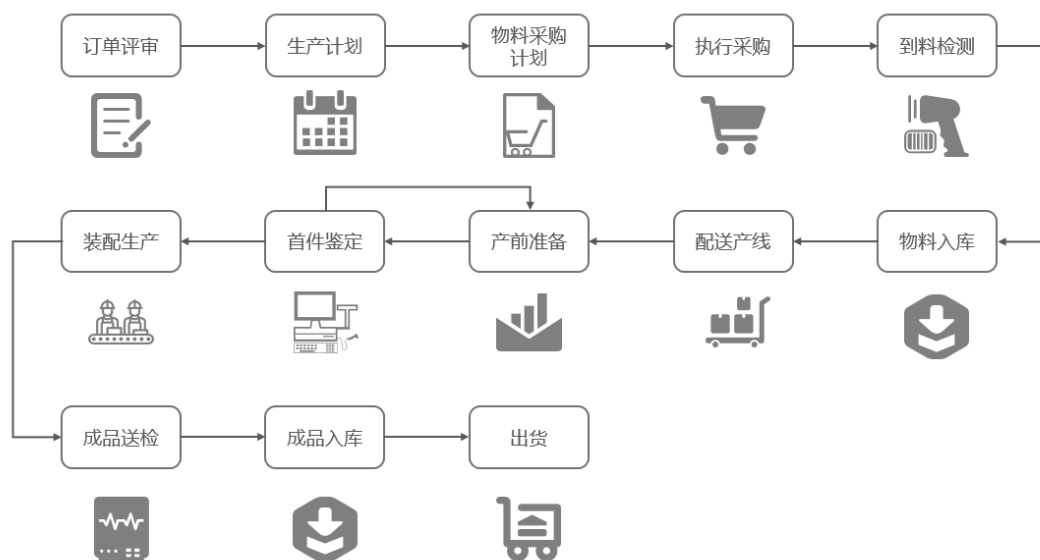 订单评审
生产计划
物料采购
计划
执行采购
到料检测
装配生产
首件鉴定
产前准备
配送产线
物料入库
成品送检
成品入库
出货